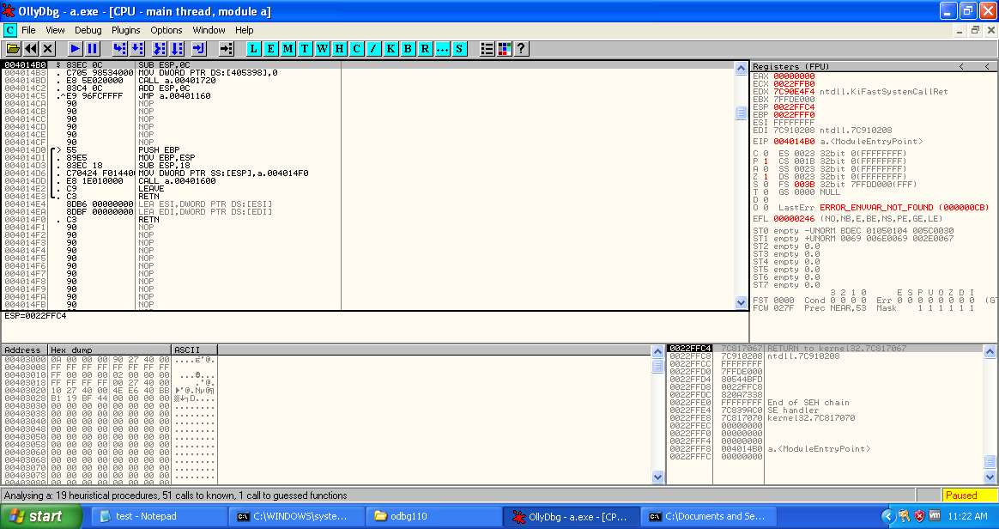 OllyDbg - a.exe - [CPU - main thread, module a]
C File View Debug Plugins Options Window Help
L E M T W H C / K B R ... S ?
004014B0 $ 83EC 0C SUB ESP,0C
004014B3 . C705 98534000 MOV DWORD PTR DS:[405398],0
004014BD . E8 5E020000 CALL a.00401720
004014C2 . 83C4 0C ADD ESP,0C
004014C5 .^E9 96FCFFFF JMP a.00401160
004014CA 90 NOP
004014CB 90 NOP
004014CC 90 NOP
004014CD 90 NOP
004014CE 90 NOP
004014CF 90 NOP
004014D0 > 55 PUSH EBP
004014D1 . 89E5 MOV EBP,ESP
004014D3 . 83EC 18 SUB ESP,18
004014D6 . C70424 F01440 MOV DWORD PTR SS:[ESP],a.004014F0
004014DD . E8 1E010000 CALL a.00401600
004014E2 . C9 LEAVE
004014E3 . C3 RETN
004014E4 8DB6 00000000 LEA ESI,DWORD PTR DS:[ESI]
004014EA 8DBF 00000000 LEA EDI,DWORD PTR DS:[EDI]
004014F0 . C3 RETN
004014F1 90 NOP
004014F2 90 NOP
004014F3 90 NOP
004014F4 90 NOP
004014F5 90 NOP
004014F6 90 NOP
004014F7 90 NOP
004014F8 90 NOP
004014F9 90 NOP
004014FA 90 NOP
004014FB 90 NOP
ESP=0022FFC4
Registers (FPU) < <
EAX 00000000
ECX 0022FFB0
EDX 7C90E4F4 ntdll.KiFastSystemCallRet
EBX 7FFDE000
ESP 0022FFC4
EBP 0022FFF0
ESI FFFFFFFF
EDI 7C910208 ntdll.7C910208
EIP 004014B0 a.<ModuleEntryPoint>
C 0 ES 0023 32bit 0(FFFFFFFF)
P 1 CS 001B 32bit 0(FFFFFFFF)
A 0 SS 0023 32bit 0(FFFFFFFF)
Z 1 DS 0023 32bit 0(FFFFFFFF)
S 0 FS 003B 32bit 7FFDD000(FFF)
T 0 GS 0000 NULL
D 0
O 0 LastErr ERROR_ENVVAR_NOT_FOUND (000000CB)
EFL 00000246 (NO,NB,E,BE,NS,PE,GE,LE)
ST0 empty -UNORM BDEC 01050104 005C0030
ST1 empty +UNORM 0069 006E0069 002E0067
ST2 empty 0.0
ST3 empty 0.0
ST4 empty 0.0
ST5 empty 0.0
ST6 empty 0.0
ST7 empty 0.0
3 2 1 0 E S P U O Z D I
FST 0000 Cond 0 0 0 0 Err 0 0 0 0 0 0 0 0 (GT
FCW 027F Prec NEAR,53 Mask 1 1 1 1 1 1
Address Hex dump ASCII
00403000 0A 00 00 00 90 27 40 00
00403008 FF FF FF FF 00 00 00 00
00403010 FF 00 00 00 02 00 00 00
00403018 FF FF FF FF 00 27 40 00
00403020 10 27 40 00 4E E6 40 BB
00403028 B1 19 BF 44 00 00 00 00
00403030 00 00 00 00 00 00 00 00 ........
00403038 00 00 00 00 00 00 00 00 ........
00403040 00 00 00 00 00 00 00 00 ........
00403048 00 00 00 00 00 00 00 00 ........
00403050 00 00 00 00 00 00 00 00 ........
00403058 00 00 00 00 00 00 00 00 ........
00403060 00 00 00 00 00 00 00 00 ........
00403068 00 00 00 00 00 00 00 00 ........
00403070 00 00 00 00 00 00 00 00 ........
00403078 00 00 00 00 00 00 00 00 ........
0022FFC4 7C817067 RETURN to kernel32.7C817067
0022FFC8 7C910208 ntdll.7C910208
0022FFCC FFFFFFFF
0022FFD0 7FFDE000
0022FFD4 80544BFD
0022FFD8 0022FFC8
0022FFDC 820A7338
0022FFE0 FFFFFFFF End of SEH chain
0022FFE4 7C839AC0 SE handler
0022FFE8 7C817070 kernel32.7C817070
0022FFEC 00000000
0022FFF0 00000000
0022FFF4 00000000
0022FFF8 004014B0 a.<ModuleEntryPoint>
0022FFFC 00000000
Analysing a: 19 heuristical procedures, 51 calls to known, 1 call to guessed functions
Paused
start
test - Notepad
C:\WINDOWS\syste...
odbg110
OllyDbg - a.exe - [CP...
C:\Documents and Se...
11:22 AM